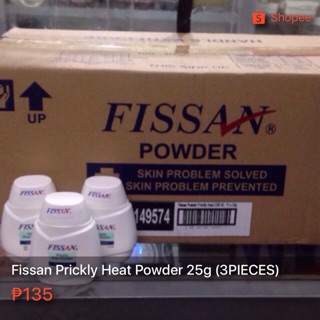 Shopee
UP
FISSAN®
POWDER
SKIN PROBLEM SOLVED
SKIN PROBLEM PREVENTED
149574
FISSAN
FISSAN
FISSAN
Fissan Prickly Heat Powder 25g (3PIECES)
₱135